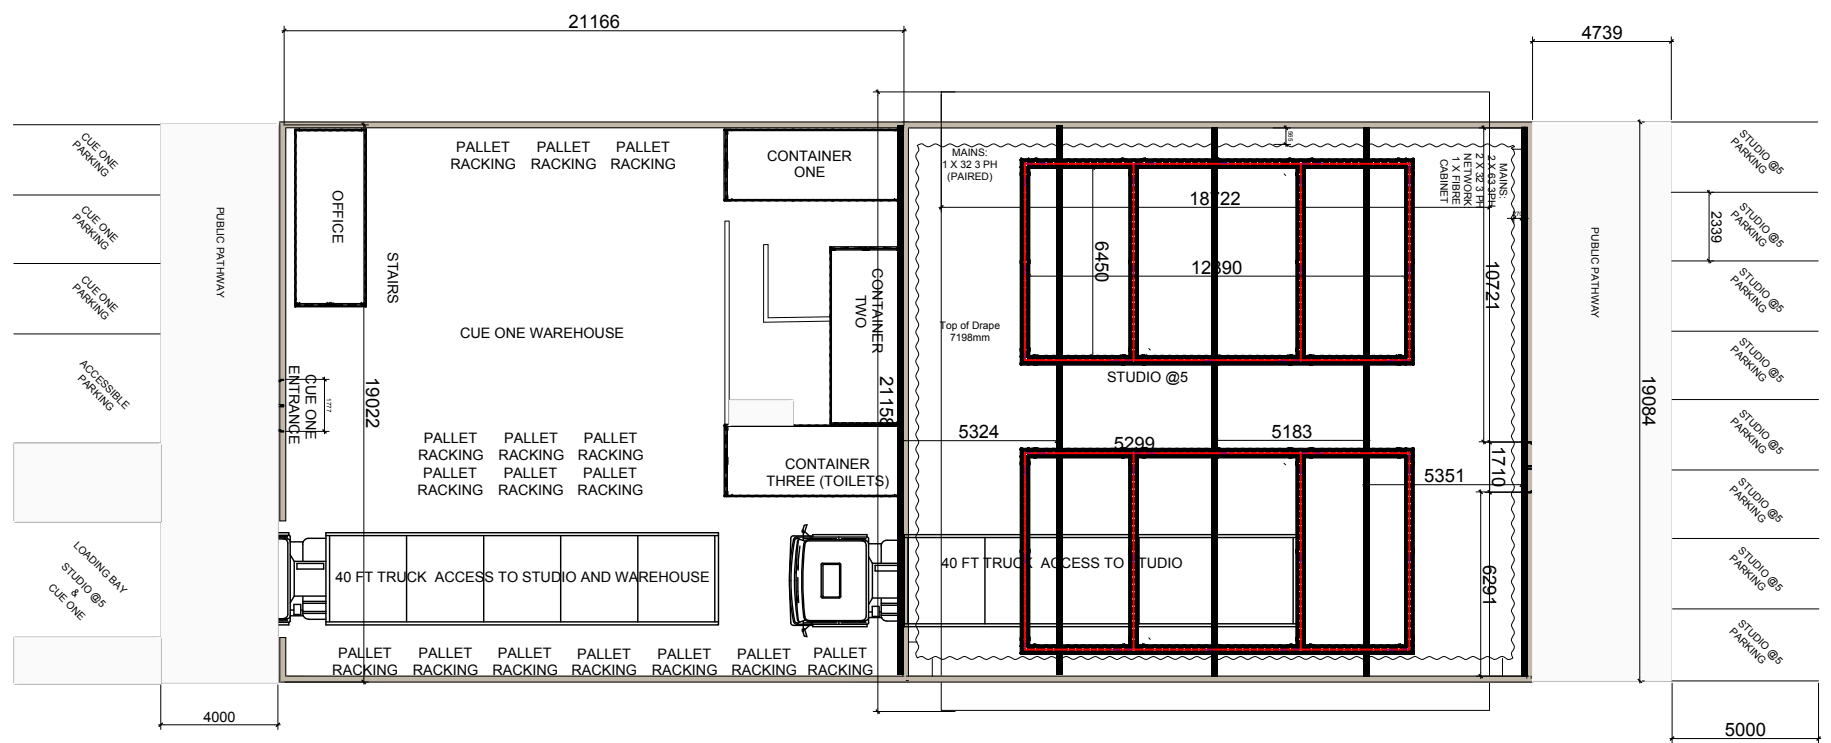 21166
4739
CUE ONE
PARKING
CUE ONE
PARKING
CUE ONE
PARKING
ACCESSIBLE
PARKING
LOADING BAY
STUDIO @5
&
CUE ONE
PUBLIC PATHWAY
4000
OFFICE
STAIRS
PALLET
RACKING
PALLET
RACKING
PALLET
RACKING
CONTAINER
ONE
CONTAINER
TWO
CUE ONE WAREHOUSE
CUE ONE
ENTRANCE
1777
19022
21158
PALLET
RACKING
PALLET
RACKING
PALLET
RACKING
PALLET
RACKING
PALLET
RACKING
PALLET
RACKING
CONTAINER
THREE (TOILETS)
40 FT TRUCK  ACCESS TO STUDIO AND WAREHOUSE
PALLET
RACKING
PALLET
RACKING
PALLET
RACKING
PALLET
RACKING
PALLET
RACKING
PALLET
RACKING
PALLET
RACKING
MAINS:
1 X 32 3 PH
(PAIRED)
MAINS:
2 X 63 3PH
2 X 32 3 PH
NETWORK
1 X FIBRE
CABINET
18722
6450
12890
10721
Top of Drape
7198mm
STUDIO @5
5324
5299
5183
5351
1710
40 FT TRUCK  ACCESS TO STUDIO
6291
PUBLIC PATHWAY
19084
2339
STUDIO @5
PARKING
STUDIO @5
PARKING
STUDIO @5
PARKING
STUDIO @5
PARKING
STUDIO @5
PARKING
STUDIO @5
PARKING
STUDIO @5
PARKING
STUDIO @5
PARKING
5000